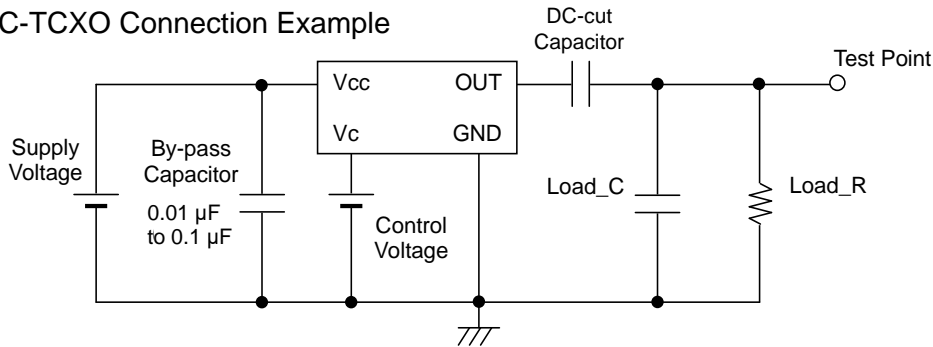 C-TCXO Connection Example
DC-cut
Capacitor
Test Point
Vcc
OUT
Vc
GND
Supply
Voltage
By-pass
Capacitor
0.01 µF
to 0.1 µF
Control
Voltage
Load_C
Load_R